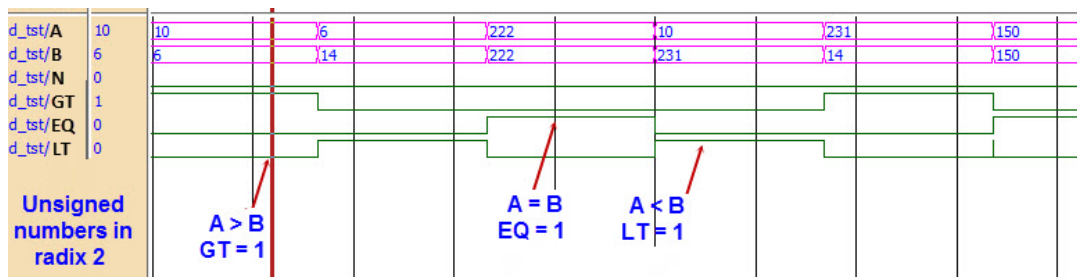 d_tst/A 10 10 6 222 10 231 150
d_tst/B 6 6 14 222 231 14 150
d_tst/N 0
d_tst/GT 1
d_tst/EQ 0
d_tst/LT 0
Unsigned
numbers in
radix 2
A > B
GT = 1
A = B
EQ = 1
A < B
LT = 1